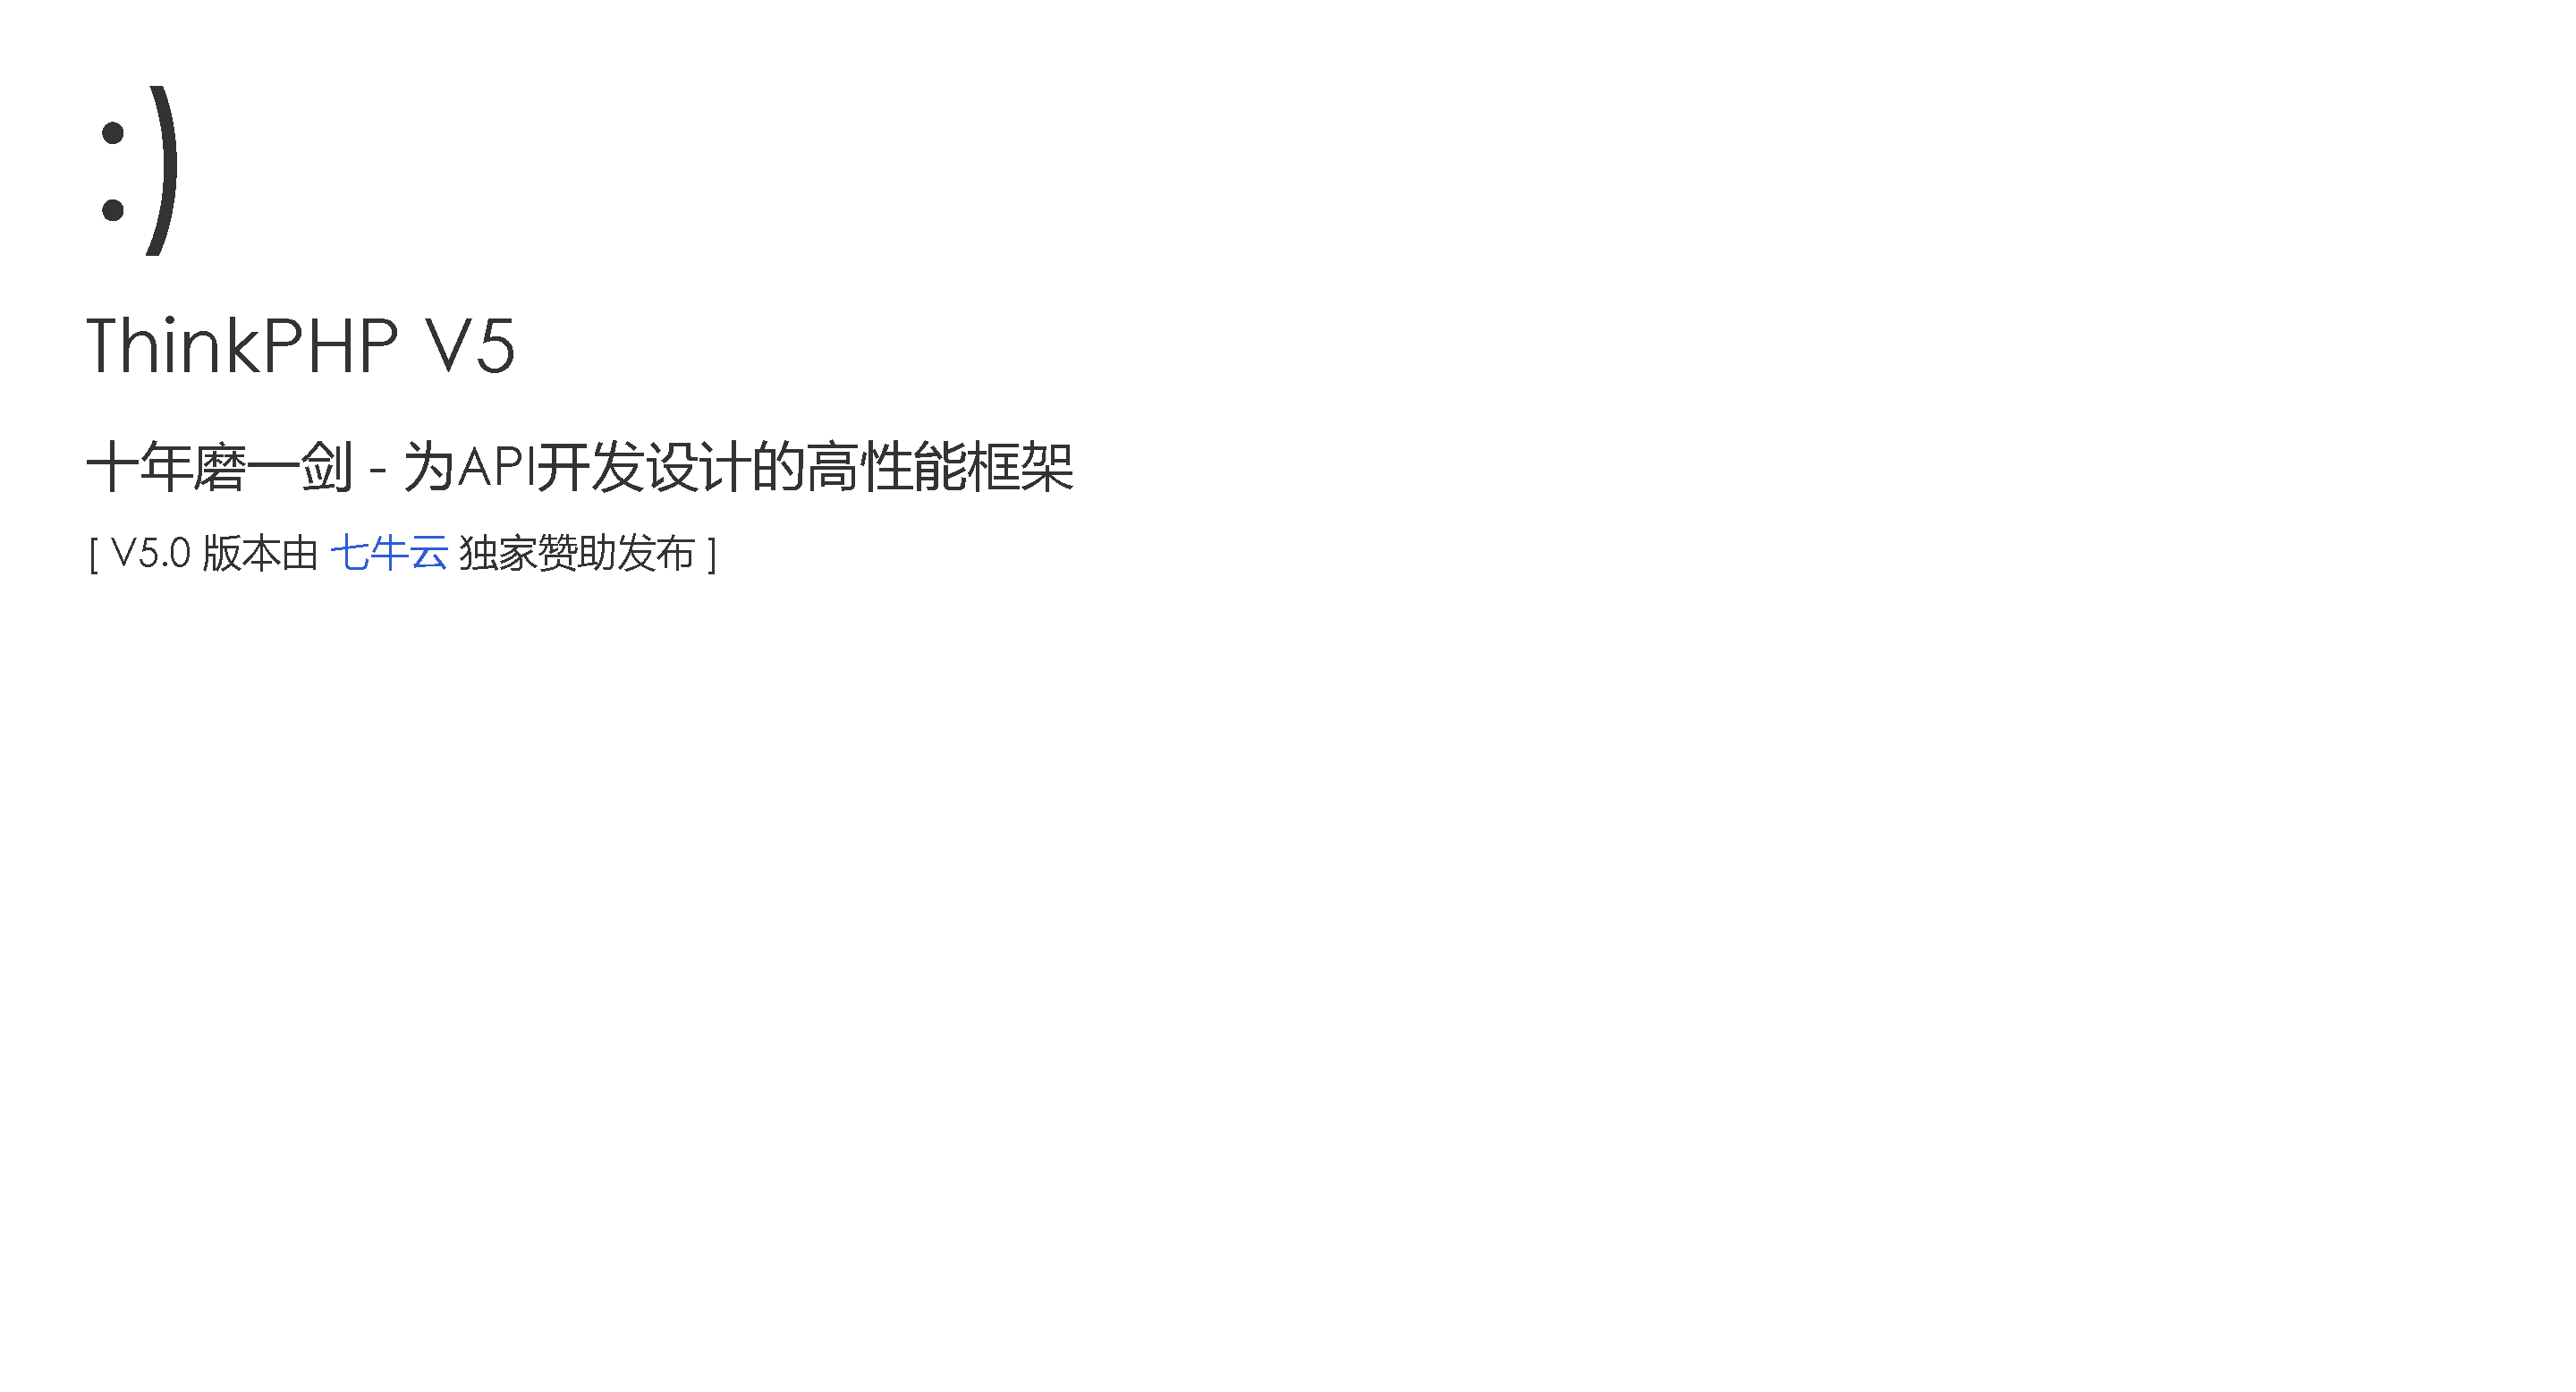 :)
ThinkPHP V5
十年磨一剑 - 为API开发设计的高性能框架
[ V5.0 版本由 七牛云 独家赞助发布 ]